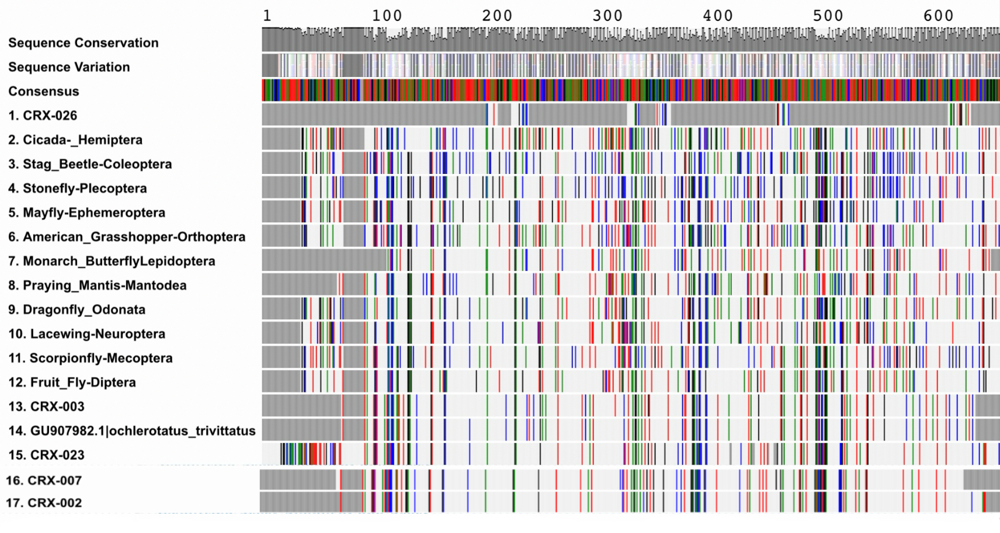 1 100 200 300 400 500 600
Sequence Conservation
Sequence Variation
Consensus
1. CRX-026
2. Cicada-_Hemiptera
3. Stag_Beetle-Coleoptera
4. Stonefly-Plecoptera
5. Mayfly-Ephemeroptera
6. American_Grasshopper-Orthoptera
7. Monarch_ButterflyLepidoptera
8. Praying_Mantis-Mantodea
9. Dragonfly_Odonata
10. Lacewing-Neuroptera
11. Scorpionfly-Mecoptera
12. Fruit_Fly-Diptera
13. CRX-003
14. GU907982.1|ochlerotatus_trivittatus
15. CRX-023
16. CRX-007
17. CRX-002